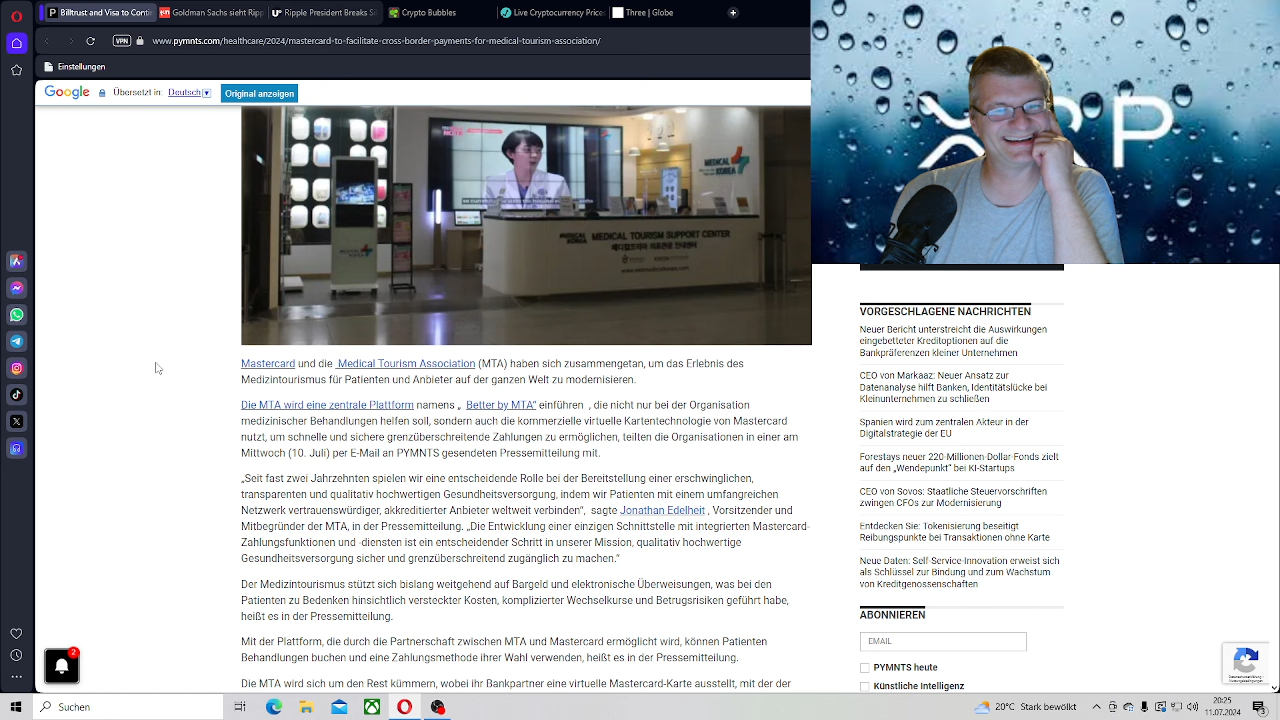 Billtrust und Visa to Contin
Goldman Sachs sieht Ripp
Ripple President Breaks Sil
Crypto Bubbles
Live Cryptocurrency Prices
Three | Globe
VPN
www.pymnts.com/healthcare/2024/mastercard-to-facilitate-cross-border-payments-for-medical-tourism-association/
Einstellungen
Google
Übersetzt in: Deutsch
Original anzeigen
MEDICAL KOREA
MEDICAL TOURISM SUPPORT CENTER
XRP
Mastercard und die Medical Tourism Association (MTA) haben sich zusammengetan, um das Erlebnis des
Medizintourismus für Patienten und Anbieter auf der ganzen Welt zu modernisieren.
Die MTA wird eine zentrale Plattform namens „ Better by MTA“ einführen , die nicht nur bei der Organisation
medizinischer Behandlungen helfen soll, sondern auch die kommerzielle virtuelle Kartentechnologie von Mastercard
nutzt, um schnelle und sichere grenzüberschreitende Zahlungen zu ermöglichen, teilten die Organisationen in einer am
Mittwoch (10. Juli) per E-Mail an PYMNTS gesendeten Pressemitteilung mit.
„Seit fast zwei Jahrzehnten spielen wir eine entscheidende Rolle bei der Bereitstellung einer erschwinglichen,
transparenten und qualitativ hochwertigen Gesundheitsversorgung, indem wir Patienten mit einem umfangreichen
Netzwerk vertrauenswürdiger, akkreditierter Anbieter weltweit verbinden“, sagte Jonathan Edelheit , Vorsitzender und
Mitbegründer der MTA, in der Pressemitteilung. „Die Entwicklung einer einzigen Schnittstelle mit integrierten Mastercard-
Zahlungsfunktionen und -diensten ist ein entscheidender Schritt in unserer Mission, qualitativ hochwertige
Gesundheitsversorgung sicher und grenzüberschreitend zugänglich zu machen.“
Der Medizintourismus stützt sich bislang weitgehend auf Bargeld und elektronische Überweisungen, was bei den
Patienten zu Bedenken hinsichtlich versteckter Kosten, komplizierter Wechselkurse und Betrugsrisiken geführt habe,
heißt es in der Pressemitteilung.
Mit der Plattform, die durch die Partnerschaft zwischen MTA und Mastercard ermöglicht wird, können Patienten
Behandlungen buchen und eine Zahlungsmethode ihrer Wahl verwenden, heißt es in der Pressemitteilung.
Die MTA wird sich um den Rest kümmern, wobei ihr Bankpartner eine virtuelle Mastercard-Karte ausstellt, mit der der
VORGESCHLAGENE NACHRICHTEN
Neuer Bericht unterstreicht die Auswirkungen
eingebetteter Kreditoptionen auf die
Bankpräferenzen kleiner Unternehmen
CEO von Markaaz: Neuer Ansatz zur
Datenanalyse hilft Banken, Identitätslücke bei
Kleinunternehmen zu schließen
Spanien wird zum zentralen Akteur in der
Digitalstrategie der EU
Forestays neuer 220-Millionen-Dollar-Fonds zielt
auf den „Wendepunkt“ bei KI-Startups
CEO von Sovos: Staatliche Steuervorschriften
zwingen CFOs zur Modernisierung
Entdecken Sie: Tokenisierung beseitigt
Reibungspunkte bei Transaktionen ohne Karte
Neue Daten: Self-Service-Innovation erweist sich
als Schlüssel zur Bindung und zum Wachstum
von Kreditgenossenschaften
ABONNIEREN
EMAIL
PYMNTS heute
Künstliche Intelligenz
2
Suchen
20°C Stark bewölkt
20:25
11.07.2024